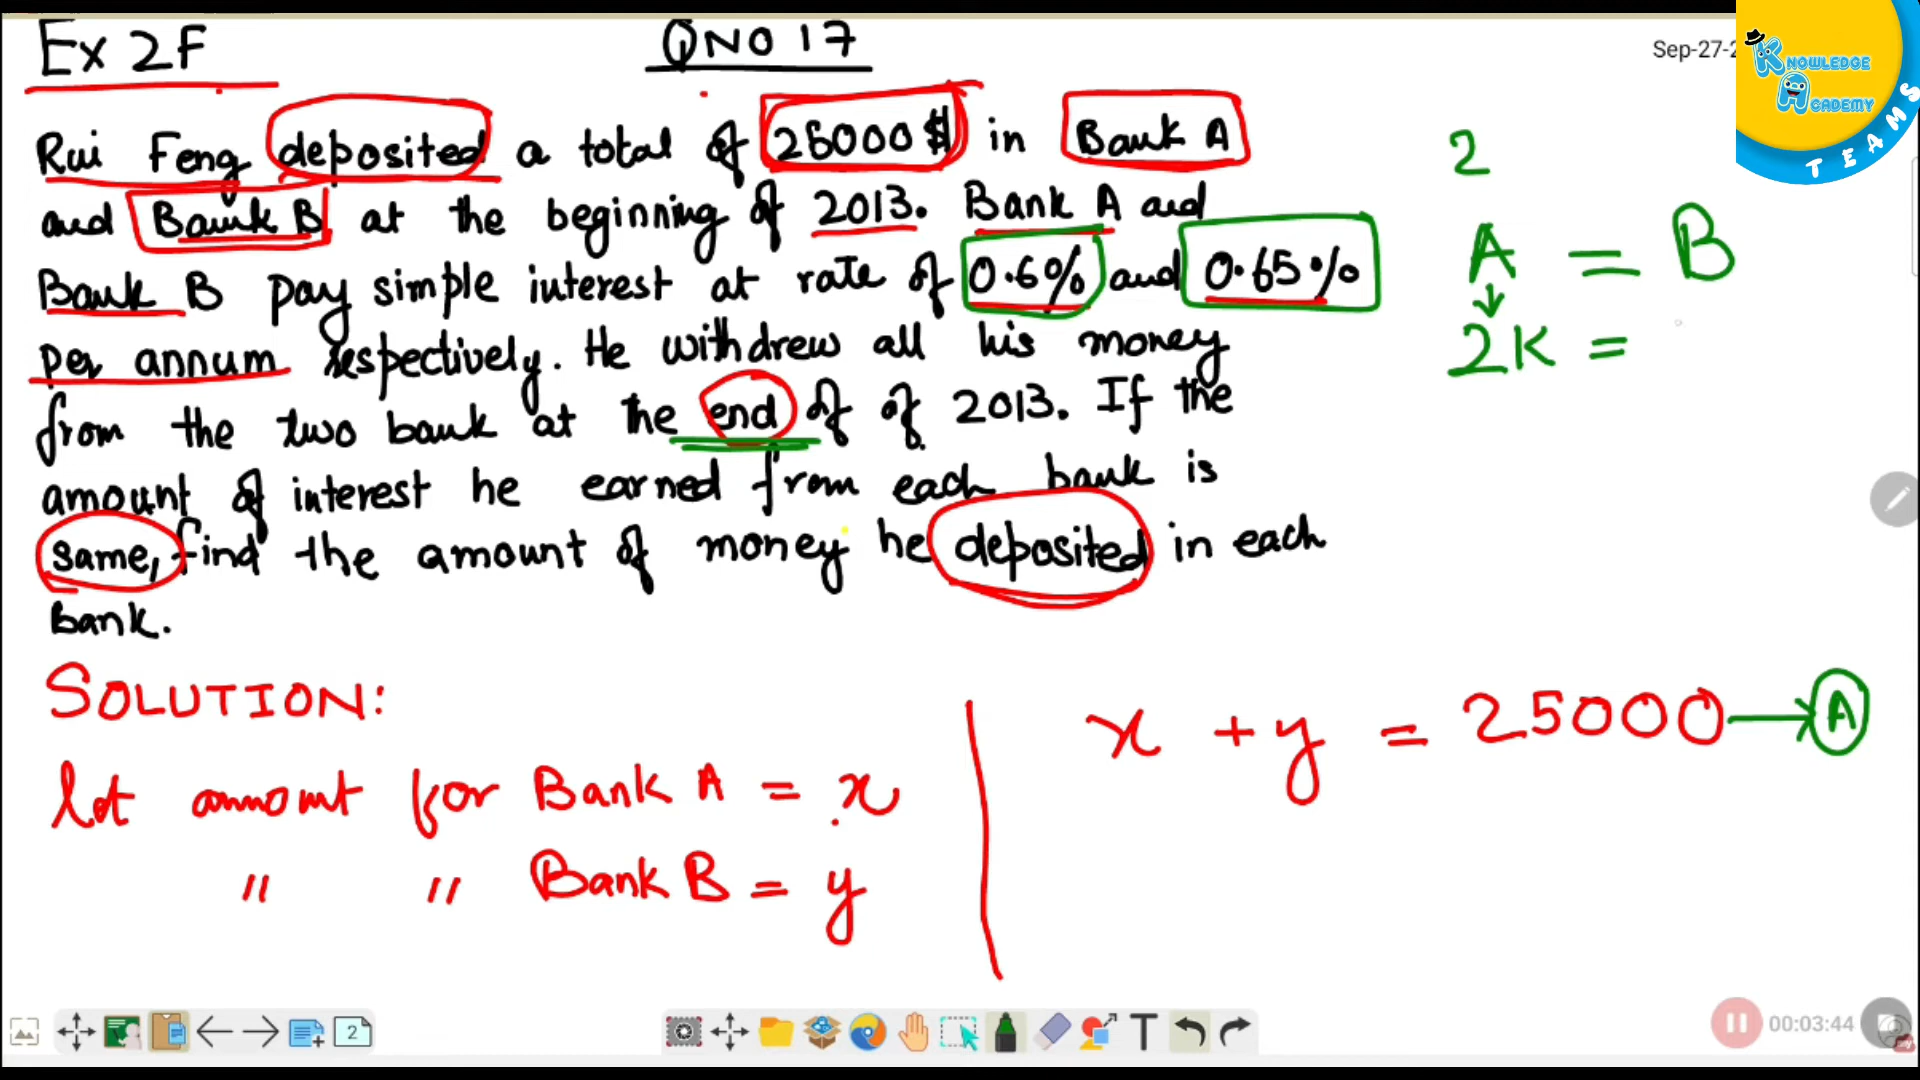 Ex 2F
QNO 17
Sep-27-2
KNOWLEDGE
ACADEMY
TEAMS
Rui Feng deposited a total of 25000 $ in Bank A
and Bank B at the beginning of 2013. Bank A and
Bank B pay simple interest at rate of 0.6% and 0.65%
per annum respectively. He withdrew all his money
from the two bank at the end of of 2013. If the
amount of interest he earned from each bank is
same, find the amount of money he deposited in each
bank.
2
A = B
2K =
SOLUTION:
let amount for Bank A = x
" " Bank B = y
x + y = 25000 → A
2
T
00:03:44